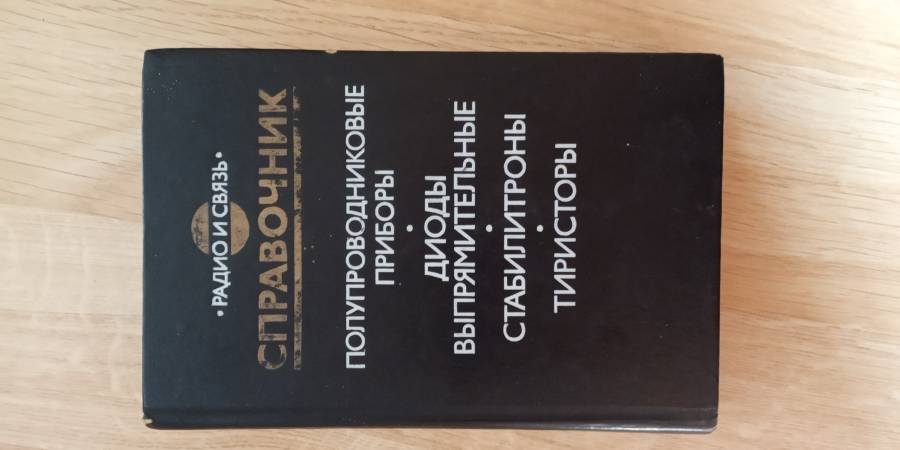 • РАДИО И СВЯЗЬ •
СПРАВОЧНИК
ПОЛУПРОВОДНИКОВЫЕ
ПРИБОРЫ
•
ДИОДЫ
ВЫПРЯМИТЕЛЬНЫЕ
•
СТАБИЛИТРОНЫ
•
ТИРИСТОРЫ